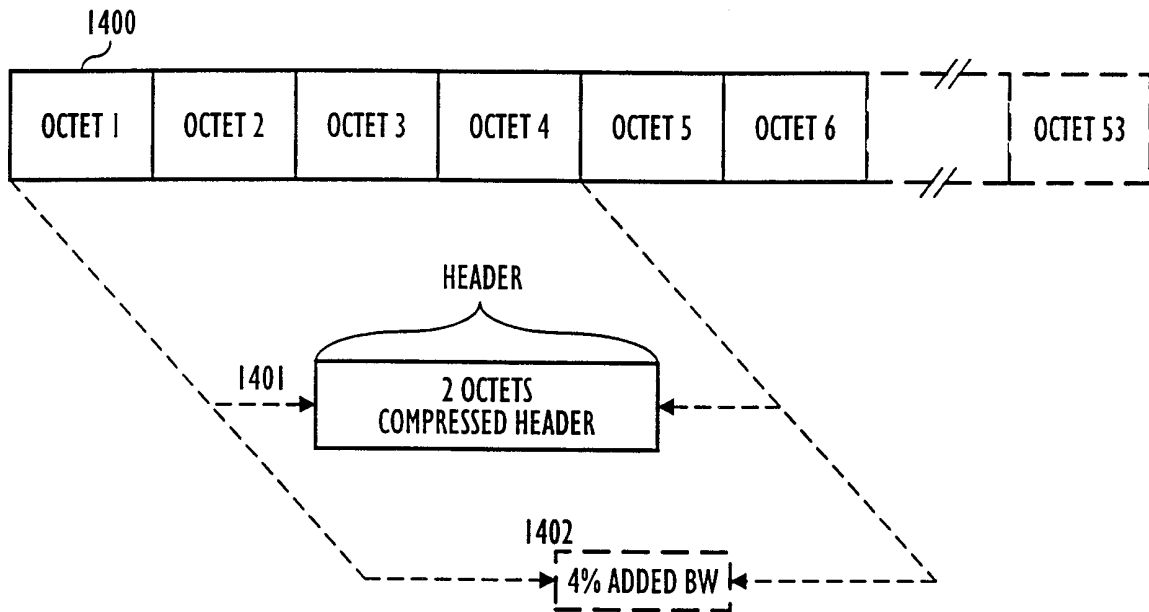 1400
OCTET 1 OCTET 2 OCTET 3 OCTET 4 OCTET 5 OCTET 6 OCTET 53
HEADER
1401
2 OCTETS
COMPRESSED HEADER
1402
4% ADDED BW